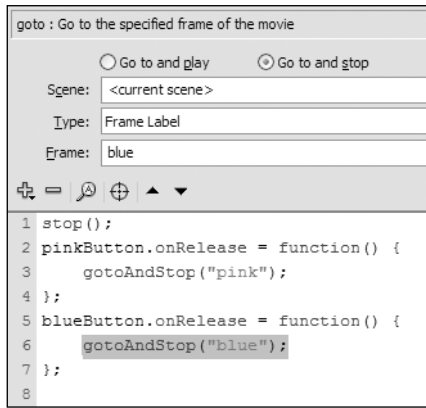 goto : Go to the specified frame of the movie
Go to and play Go to and stop
Scene: <current scene>
Type: Frame Label
Frame: blue
1 stop();
2 pinkButton.onRelease = function() {
3 gotoAndStop("pink");
4 };
5 blueButton.onRelease = function() {
6 gotoAndStop("blue");
7 };
8